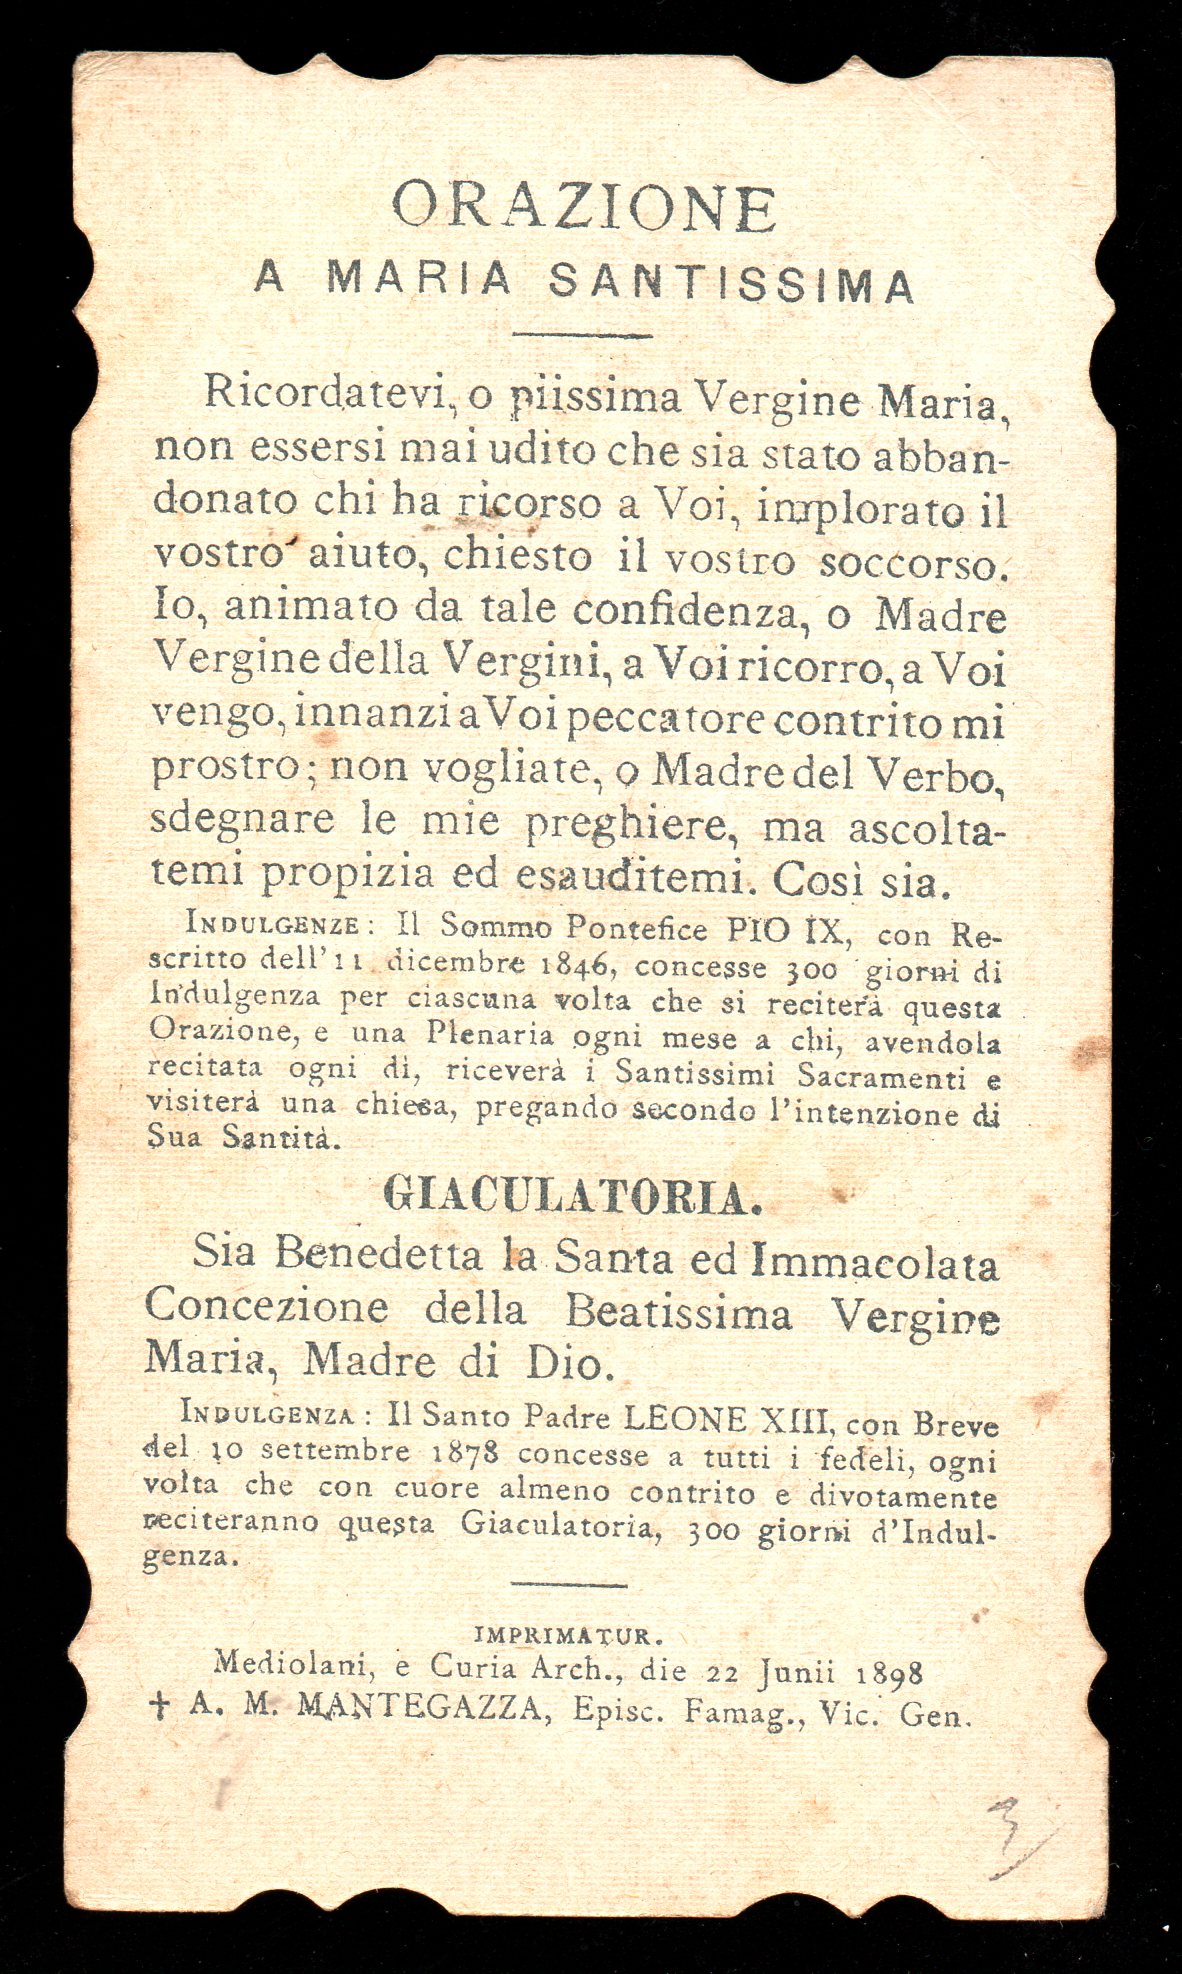 ORAZIONE
A MARIA SANTISSIMA
Ricordatevi, o piissima Vergine Maria,
non essersi mai udito che sia stato abban-
donato chi ha ricorso a Voi, implorato il
vostro aiuto, chiesto il vostro soccorso.
Io, animato da tale confidenza, o Madre
Vergine della Vergini, a Voi ricorro, a Voi
vengo, innanzi a Voi peccatore contrito mi
prostro; non vogliate, o Madre del Verbo,
sdegnare le mie preghiere, ma ascolta-
temi propizia ed esauditemi. Così sia.
INDULGENZE: Il Sommo Pontefice PIO IX, con Re-
scritto dell'11 dicembre 1846, concesse 300 giorni di
Indulgenza per ciascuna volta che si reciterà questa
Orazione, e una Plenaria ogni mese a chi, avendola
recitata ogni dì, riceverà i Santissimi Sacramenti e
visiterà una chiesa, pregando secondo l'intenzione di
Sua Santità.
GIACULATORIA.
Sia Benedetta la Santa ed Immacolata
Concezione della Beatissima Vergine
Maria, Madre di Dio.
INDULGENZA: Il Santo Padre LEONE XIII, con Breve
del 10 settembre 1878 concesse a tutti i fedeli, ogni
volta che con cuore almeno contrito e divotamente
reciteranno questa Giaculatoria, 300 giorni d'Indul-
genza.
IMPRIMATUR.
Mediolani, e Curia Arch., die 22 Junii 1898
† A. M. MANTEGAZZA, Episc. Famag., Vic. Gen.
3